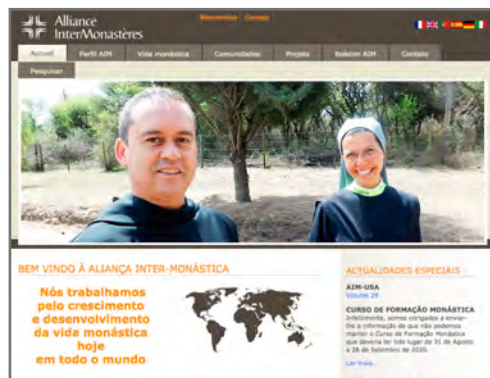 Alliance
InterMonastères
Bienvenidos Contato
Accueil Perfil AIM Vida monástica Comunidades Projets Boletim AIM Contato
Pesquisar
BEM VINDO À ALIANÇA INTER-MONÁSTICA
Nós trabalhamos
pelo crescimento
e desenvolvimento
da vida monástica
hoje
em todo o mundo
ACTUALIDADES ESPECIAIS
AIM-USA
Volume 29
CURSO DE FORMAÇÃO MONÁSTICA
Infelizmente, somos obrigados a enviar-
lhe a informação de que não podemos
manter o Curso de Formação Monástica
que deveria ter tido lugar de 31 de Agosto
a 26 de Setembro de 2020.
Ler mais..